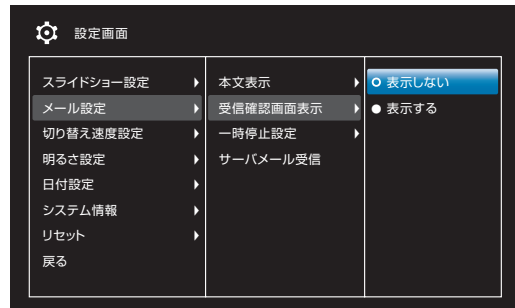 設定画面
スライドショー設定
メール設定
切り替え速度設定
明るさ設定
日付設定
システム情報
リセット
戻る
本文表示
受信確認画面表示
一時停止設定
サーバメール受信
表示しない
表示する